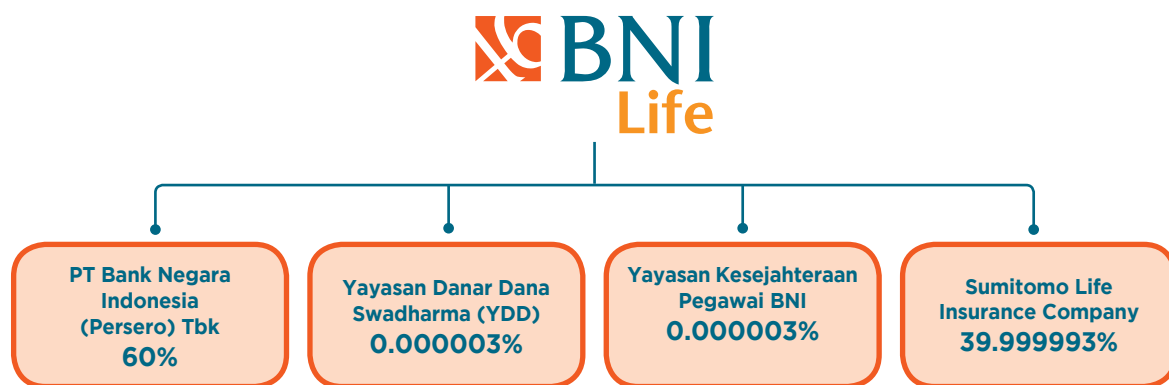 BNI
Life
PT Bank Negara
Indonesia
(Persero) Tbk
60%
Yayasan Danar Dana
Swadharma (YDD)
0.000003%
Yayasan Kesejahteraan
Pegawai BNI
0.000003%
Sumitomo Life
Insurance Company
39.999993%